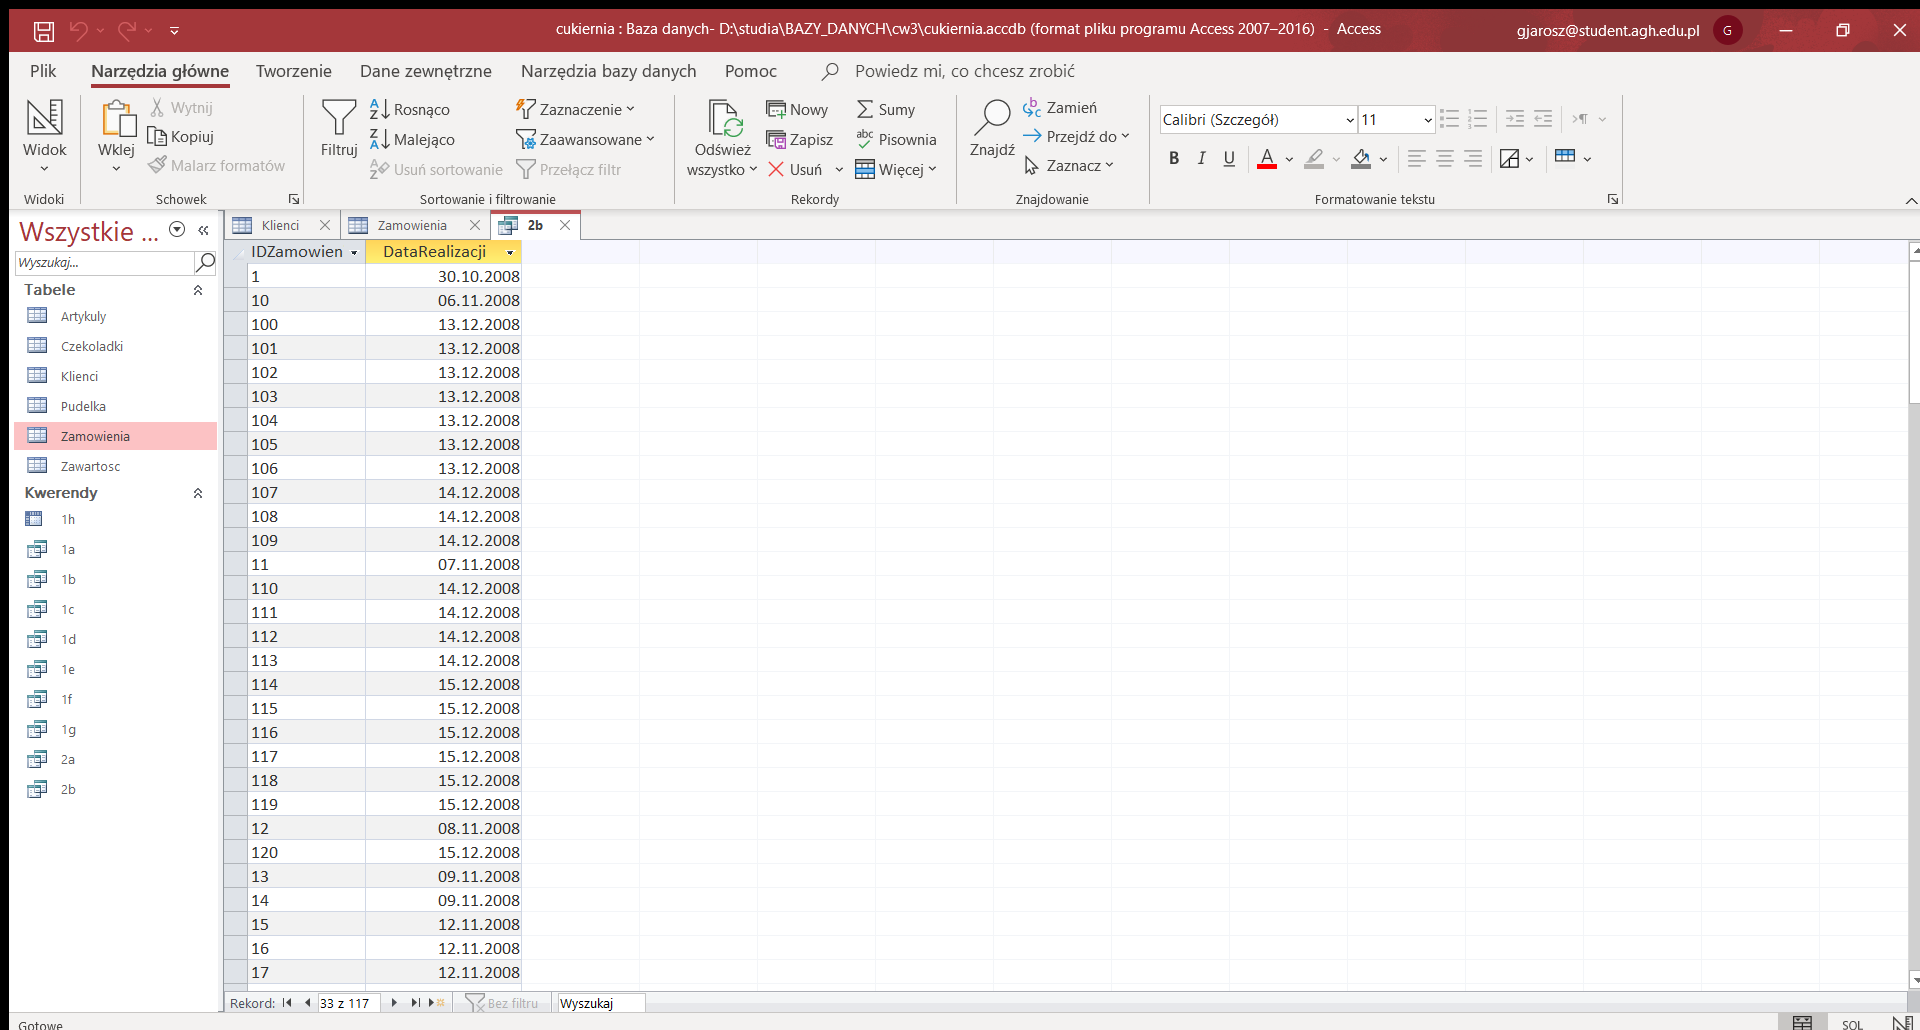 cukiernia : Baza danych- D:\studia\BAZY_DANYCH\cw3\cukiernia.accdb (format pliku programu Access 2007–2016)  -  Access
gjarosz@student.agh.edu.pl
G
Plik Narzędzia główne Tworzenie Dane zewnętrzne Narzędzia bazy danych Pomoc Powiedz mi, co chcesz zrobić
Widok
Widoki
Wklej
Wytnij
Kopiuj
Malarz formatów
Schowek
Filtruj
Rosnąco
Malejąco
Usuń sortowanie
Zaznaczenie
Zaawansowane
Przełącz filtr
Sortowanie i filtrowanie
Odśwież
wszystko
Nowy
Zapisz
Usuń
Sumy
Pisownia
Więcej
Rekordy
Znajdź
Zamień
Przejdź do
Zaznacz
Znajdowanie
Calibri (Szczegół) 11
B I U A
Formatowanie tekstu
Wszystkie ...
Wyszukaj...
Tabele
Artykuly
Czekoladki
Klienci
Pudelka
Zamowienia
Zawartosc
Kwerendy
1h
1a
1b
1c
1d
1e
1f
1g
2a
2b
Klienci Zamowienia 2b
IDZamowien DataRealizacji
1 30.10.2008
10 06.11.2008
100 13.12.2008
101 13.12.2008
102 13.12.2008
103 13.12.2008
104 13.12.2008
105 13.12.2008
106 13.12.2008
107 14.12.2008
108 14.12.2008
109 14.12.2008
11 07.11.2008
110 14.12.2008
111 14.12.2008
112 14.12.2008
113 14.12.2008
114 15.12.2008
115 15.12.2008
116 15.12.2008
117 15.12.2008
118 15.12.2008
119 15.12.2008
12 08.11.2008
120 15.12.2008
13 09.11.2008
14 09.11.2008
15 12.11.2008
16 12.11.2008
17 12.11.2008
Rekord: 33 z 117 Bez filtru Wyszukaj
Gotowe
SQL